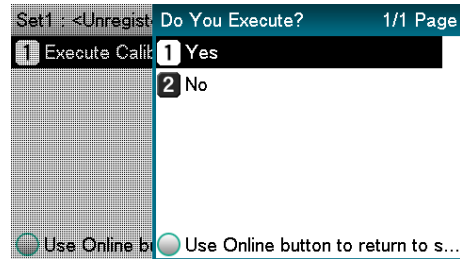 Set1 : <Unregist
1 Execute Calib
Use Online b
Do You Execute? 1/1 Page
1 Yes
2 No
Use Online button to return to s...